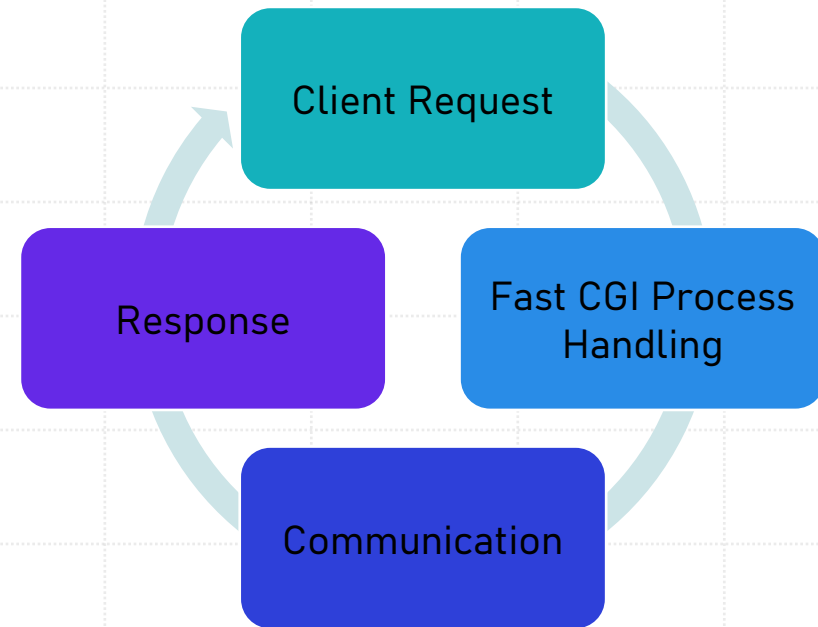 Client Request
Fast CGI Process
Handling
Communication
Response